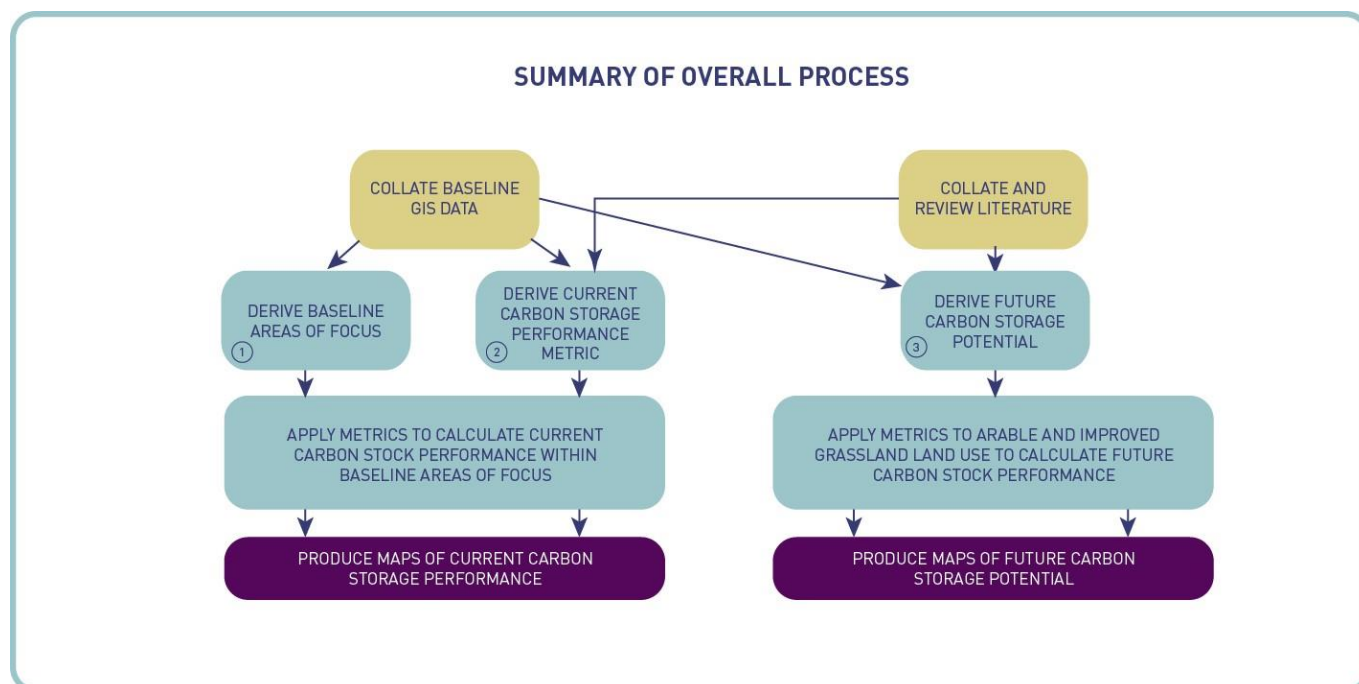 SUMMARY OF OVERALL PROCESS
COLLATE BASELINE
GIS DATA
COLLATE AND
REVIEW LITERATURE
DERIVE BASELINE
AREAS OF FOCUS
1
DERIVE CURRENT
CARBON STORAGE
PERFORMANCE
METRIC
2
DERIVE FUTURE
CARBON STORAGE
POTENTIAL
3
APPLY METRICS TO CALCULATE CURRENT
CARBON STOCK PERFORMANCE WITHIN
BASELINE AREAS OF FOCUS
APPLY METRICS TO ARABLE AND IMPROVED
GRASSLAND LAND USE TO CALCULATE FUTURE
CARBON STOCK PERFORMANCE
PRODUCE MAPS OF CURRENT CARBON
STORAGE PERFORMANCE
PRODUCE MAPS OF FUTURE CARBON
STORAGE POTENTIAL